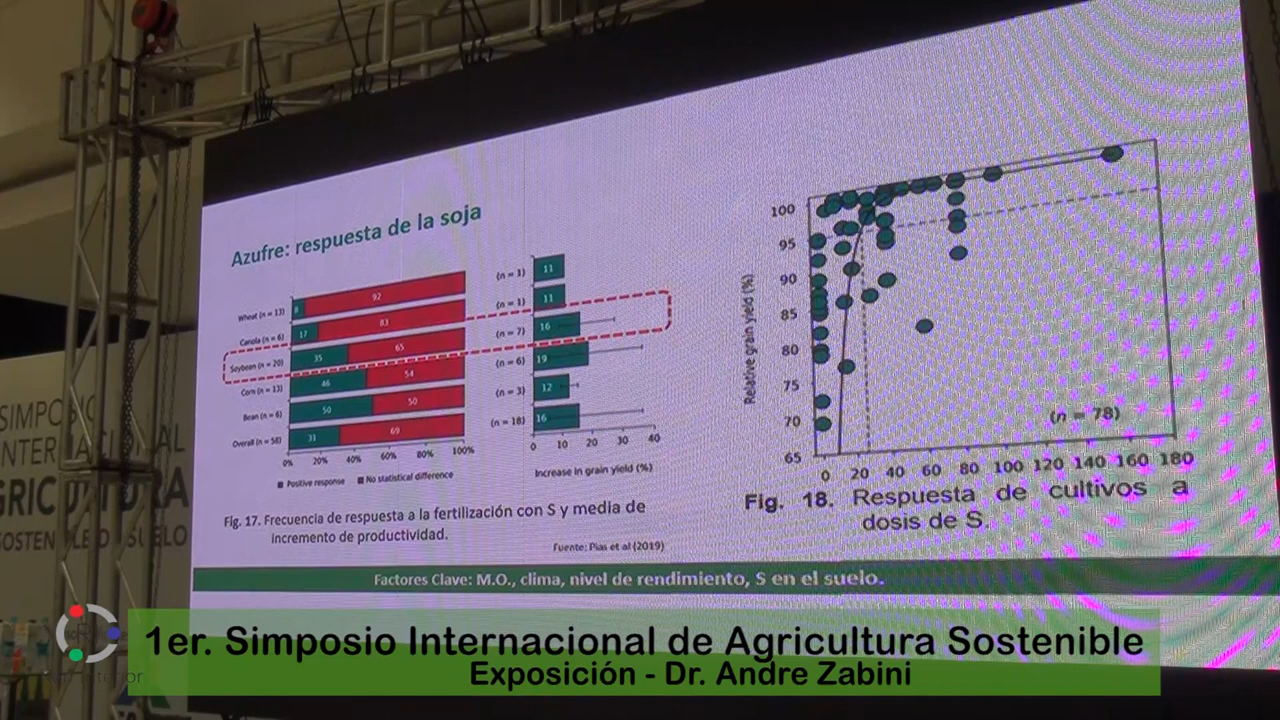 Azufre: respuesta de la soja
Wheat (n = 13)
8
92
Canola (n = 6)
17
83
Soybean (n = 20)
35
65
Corn (n = 13)
46
54
Bean (n = 6)
50
50
Overall (n = 58)
31
69
0% 20% 40% 60% 80% 100%
Positive response No statistical difference
(n = 1)
11
(n = 1)
11
(n = 7)
16
(n = 6)
19
(n = 3)
12
(n = 18)
16
0 10 20 30 40
Increase in grain yield (%)
Fig. 17. Frecuencia de respuesta a la fertilización con S y media de
incremento de productividad.
Fuente: Pias et al (2019)
Relative grain yield (%)
100
95
90
85
80
75
70
65
0 20 40 60 80 100 120 140 160 180
(n = 78)
Fig. 18. Respuesta de cultivos a
dosis de S.
Factores Clave: M.O., clima, nivel de rendimiento, S en el suelo.
1er. Simposio Internacional de Agricultura Sostenible
Exposición - Dr. Andre Zabini